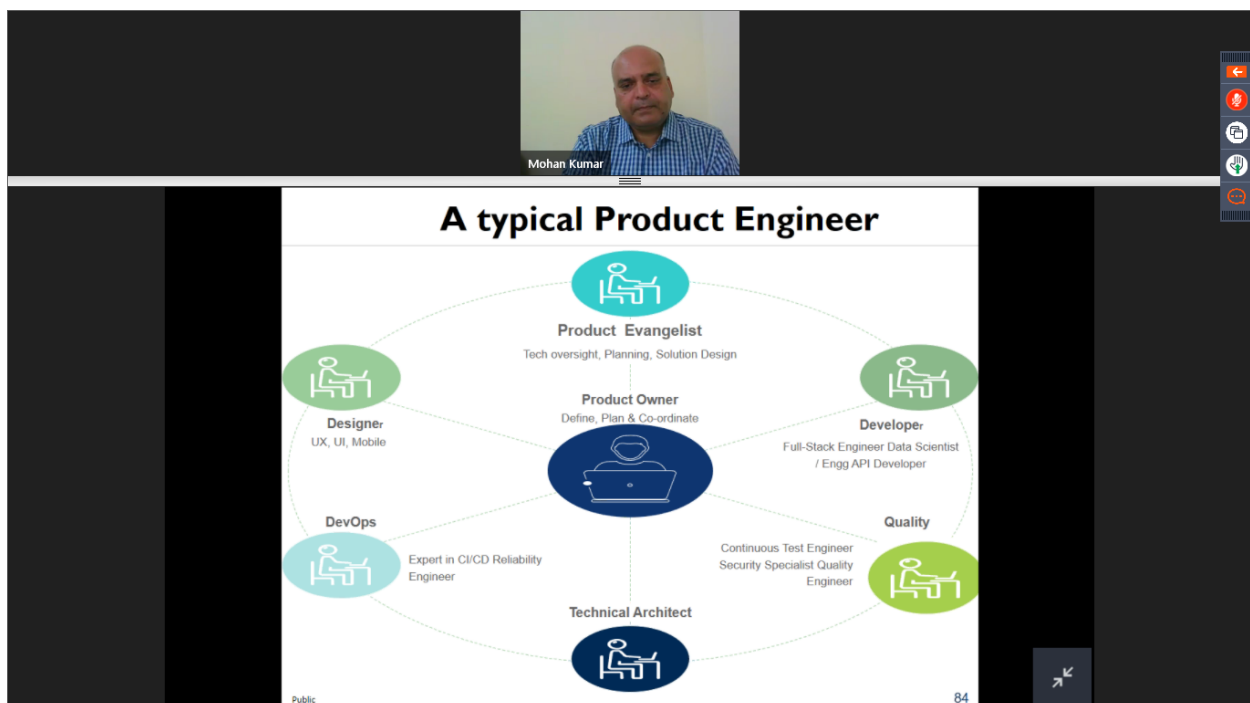 Mohan Kumar
A typical Product Engineer
Product Evangelist
Tech oversight, Planning, Solution Design
Product Owner
Define, Plan & Co-ordinate
Designer
UX, UI, Mobile
Developer
Full-Stack Engineer Data Scientist
/ Engg API Developer
DevOps
Expert in CI/CD Reliability
Engineer
Quality
Continuous Test Engineer
Security Specialist Quality
Engineer
Technical Architect
Public
84